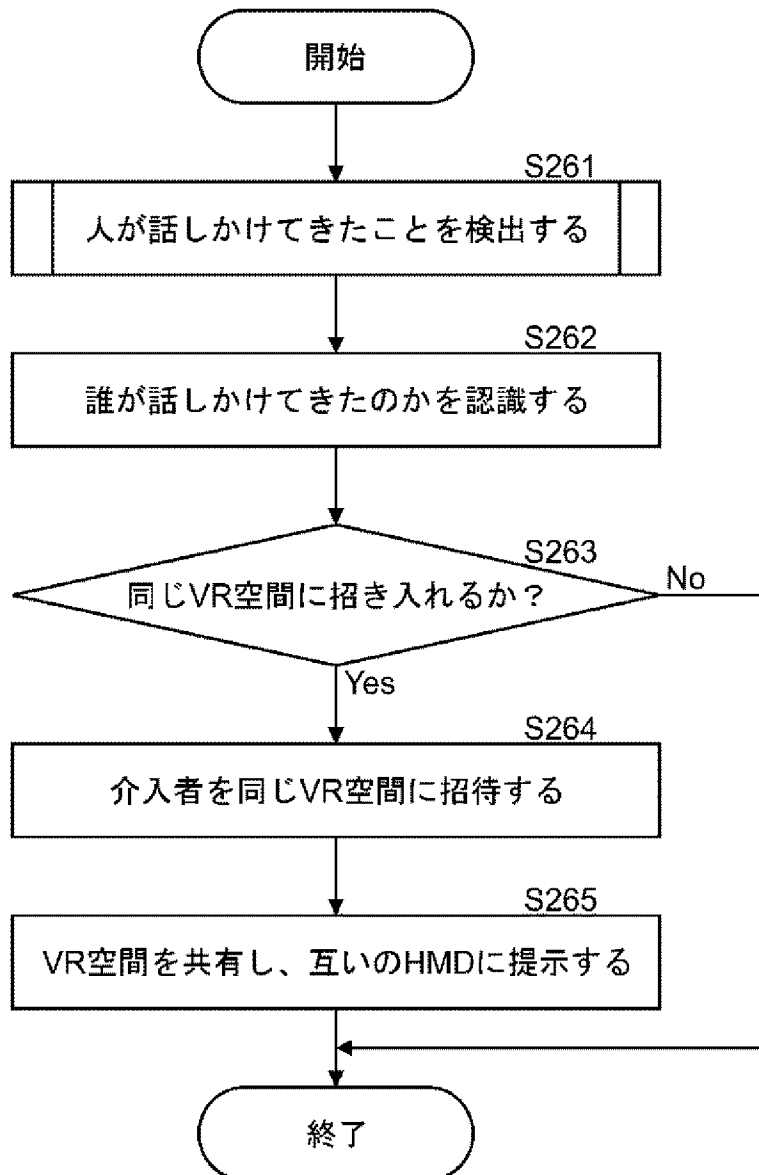 開始
S261
人が話しかけてきたことを検出する
S262
誰が話しかけてきたのかを認識する
S263
同じVR空間に招き入れるか？
No
Yes
S264
介入者を同じVR空間に招待する
S265
VR空間を共有し、互いのHMDに提示する
終了